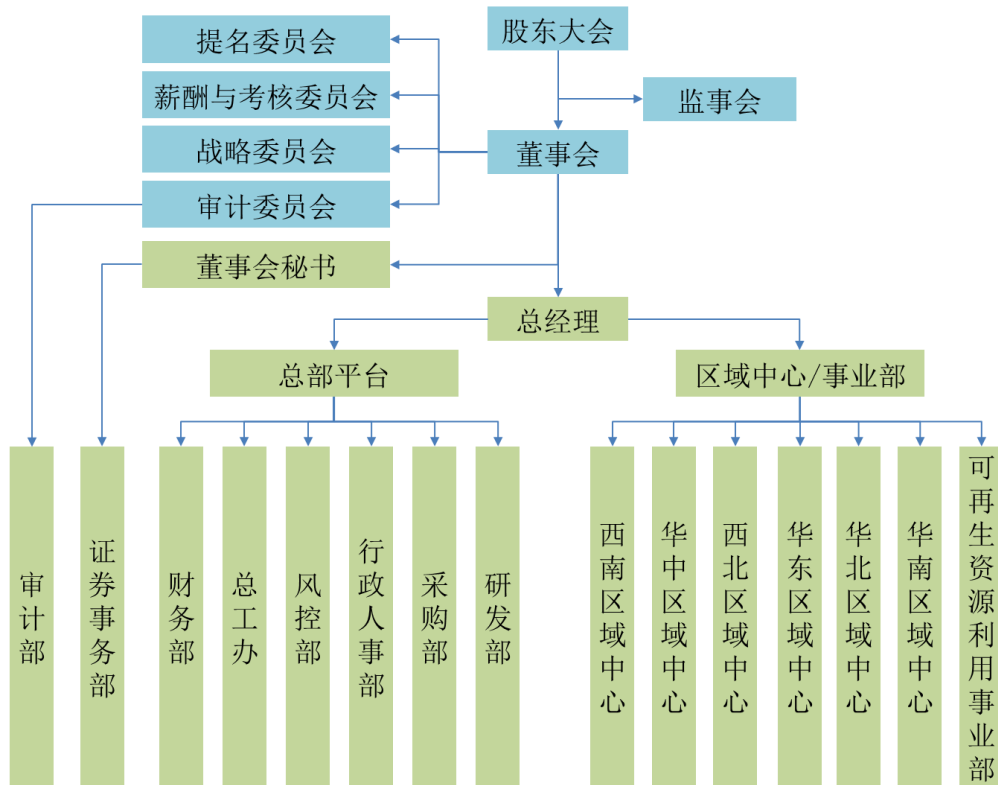 股东大会
提名委员会
薪酬与考核委员会
监事会
战略委员会
董事会
审计委员会
董事会秘书
总经理
总部平台
区域中心/事业部
审计部
证券事务部
财务部
总工办
风控部
行政人事部
采购部
研发部
西南区域中心
华中区域中心
西北区域中心
华东区域中心
华北区域中心
华南区域中心
可再生资源利用事业部